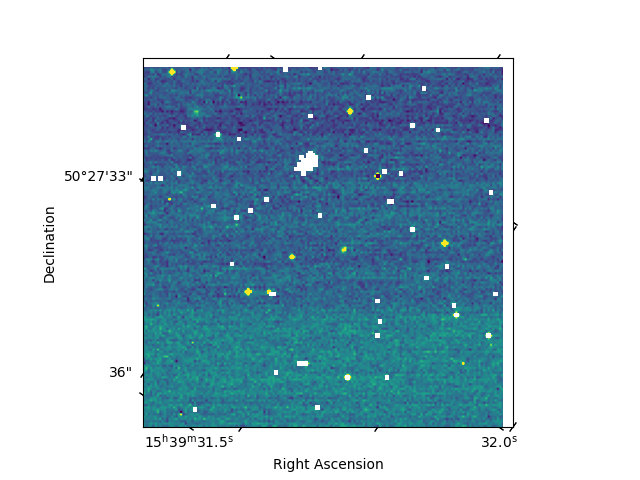 50°27'33"
Declination
36"
15ʰ39ᵐ31.5ˢ
32.0ˢ
Right Ascension